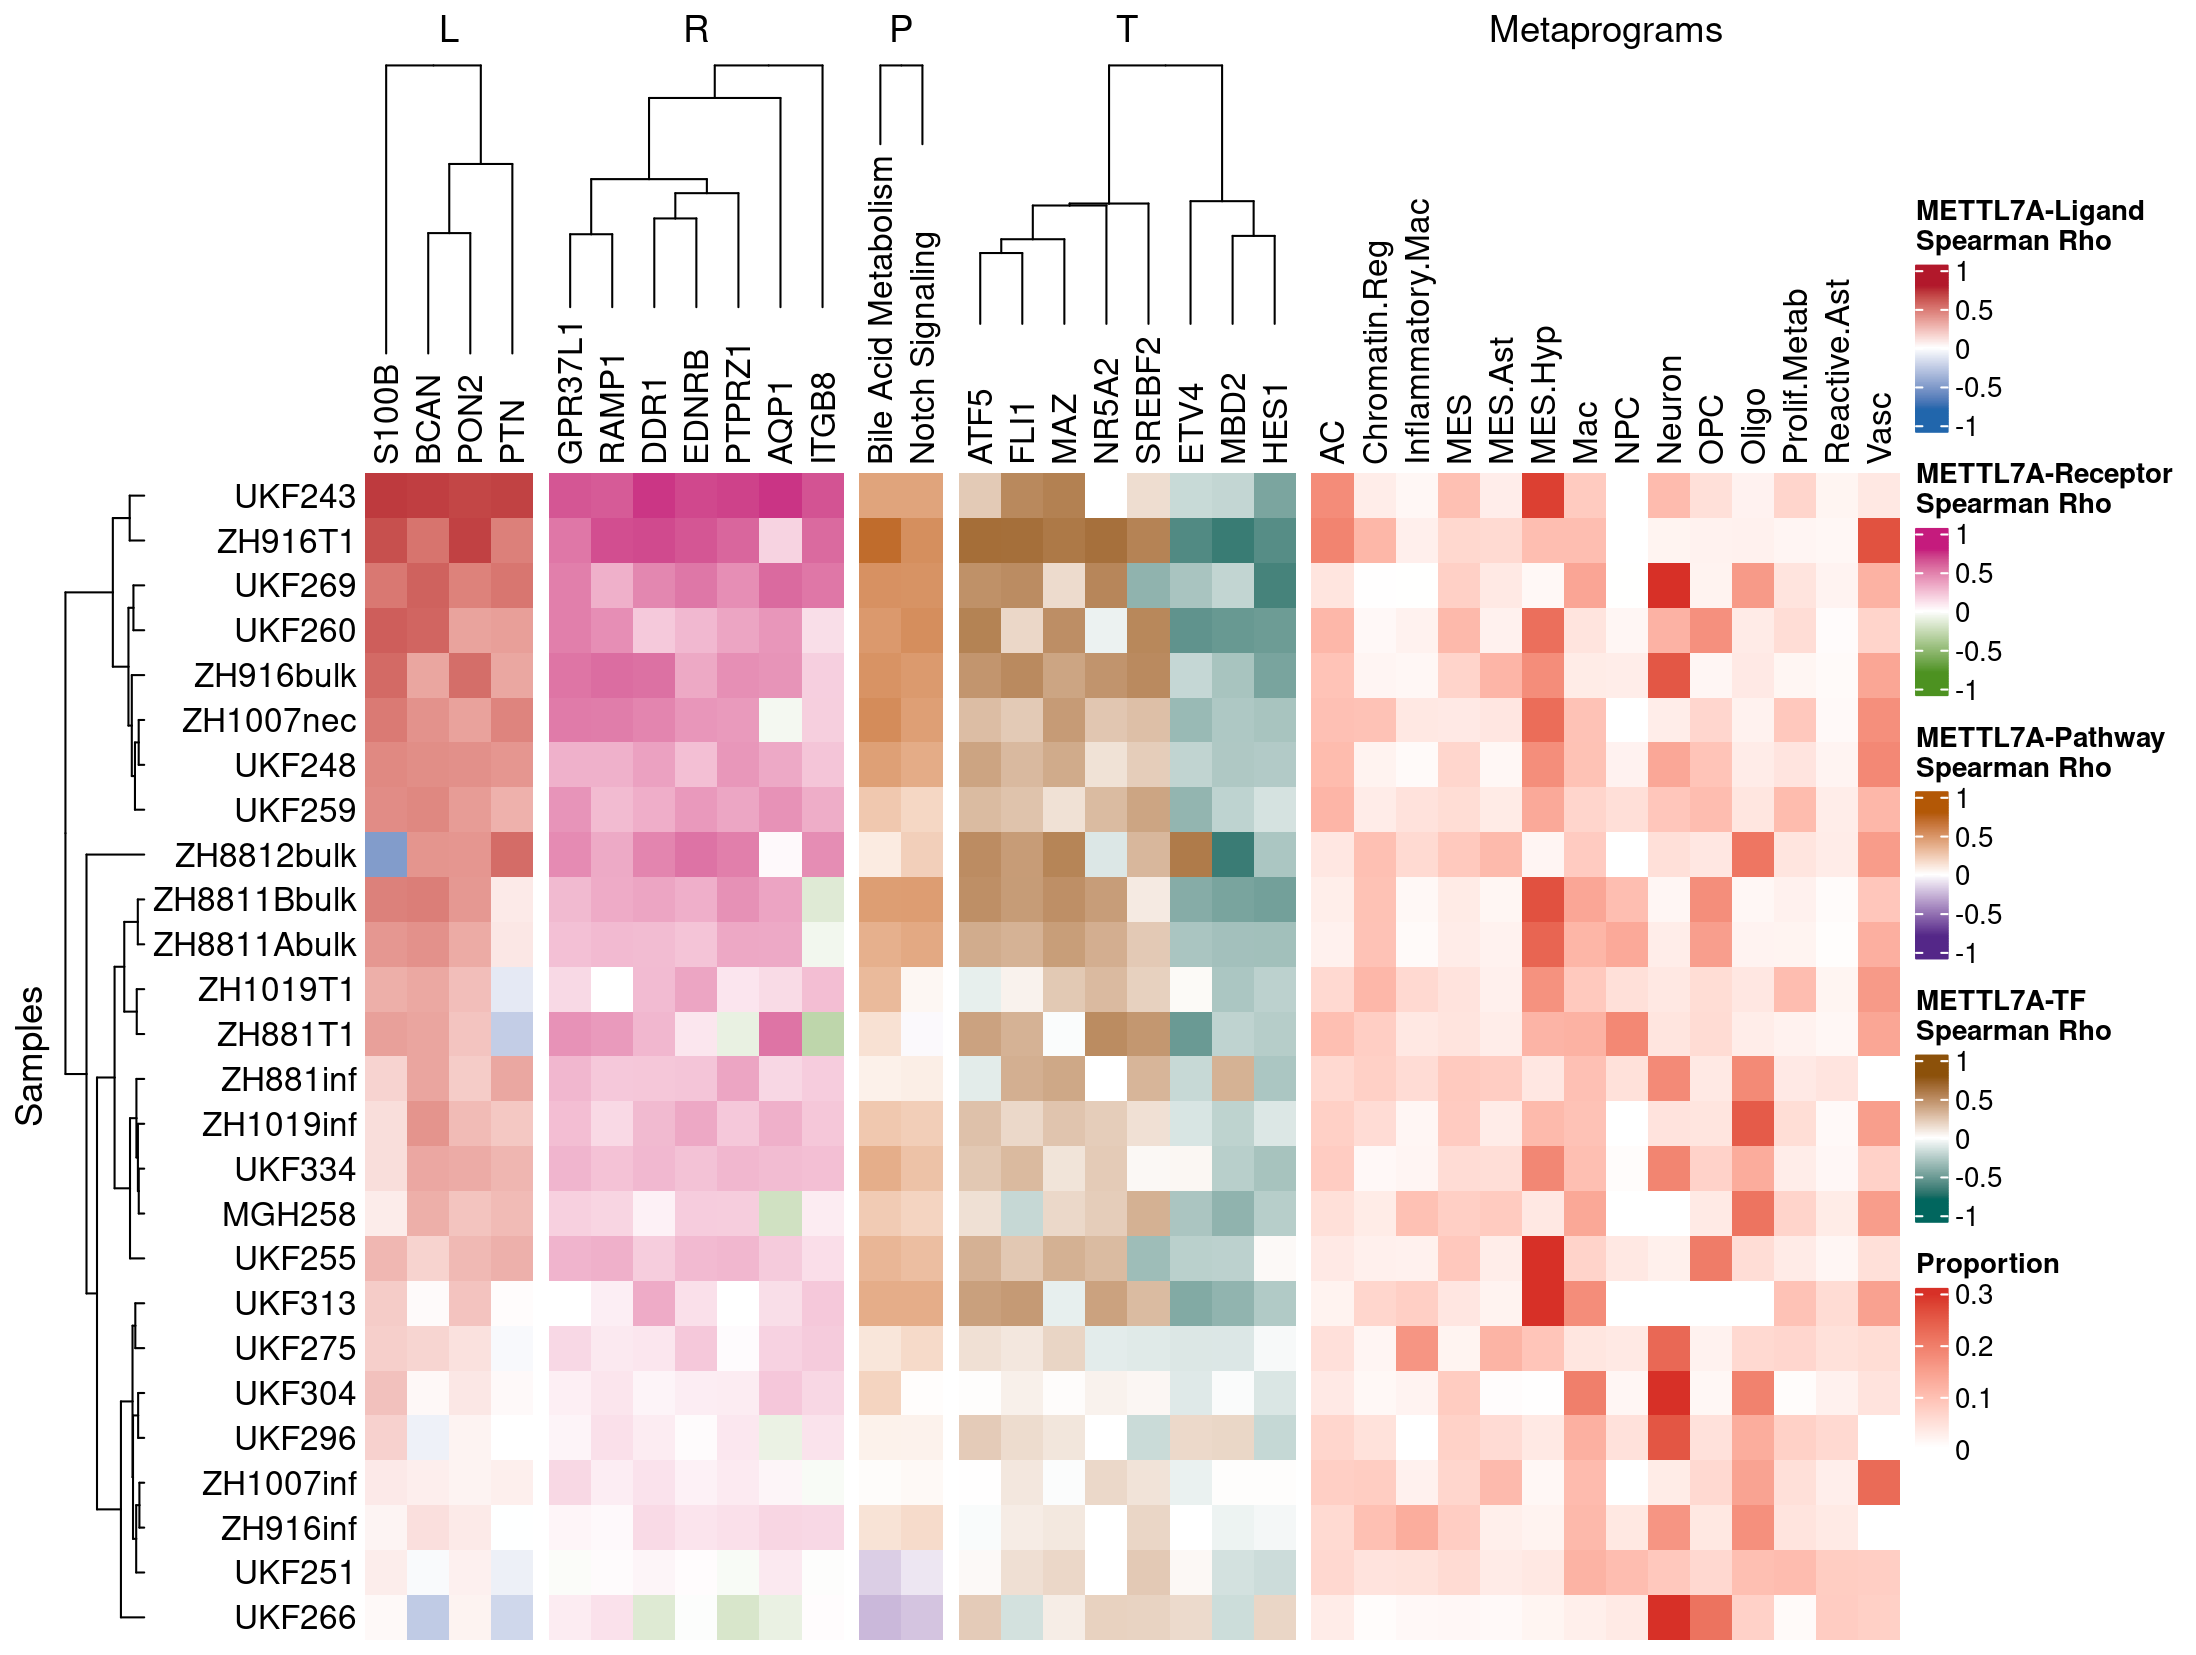 L
R
P
T
Metaprograms
S100B
BCAN
PON2
PTN
GPR37L1
RAMP1
DDR1
EDNRB
PTPRZ1
AQP1
ITGB8
Bile Acid Metabolism
Notch Signaling
ATF5
FLI1
MAZ
NR5A2
SREBF2
ETV4
MBD2
HES1
AC
Chromatin.Reg
Inflammatory.Mac
MES
MES.Ast
MES.Hyp
Mac
NPC
Neuron
OPC
Oligo
Prolif.Metab
Reactive.Ast
Vasc
Samples
UKF243
ZH916T1
UKF269
UKF260
ZH916bulk
ZH1007nec
UKF248
UKF259
ZH8812bulk
ZH8811Bbulk
ZH8811Abulk
ZH1019T1
ZH881T1
ZH881inf
ZH1019inf
UKF334
MGH258
UKF255
UKF313
UKF275
UKF304
UKF296
ZH1007inf
ZH916inf
UKF251
UKF266
METTL7A-Ligand
Spearman Rho
1
0.5
0
-0.5
-1
METTL7A-Receptor
Spearman Rho
1
0.5
0
-0.5
-1
METTL7A-Pathway
Spearman Rho
1
0.5
0
-0.5
-1
METTL7A-TF
Spearman Rho
1
0.5
0
-0.5
-1
Proportion
0.3
0.2
0.1
0